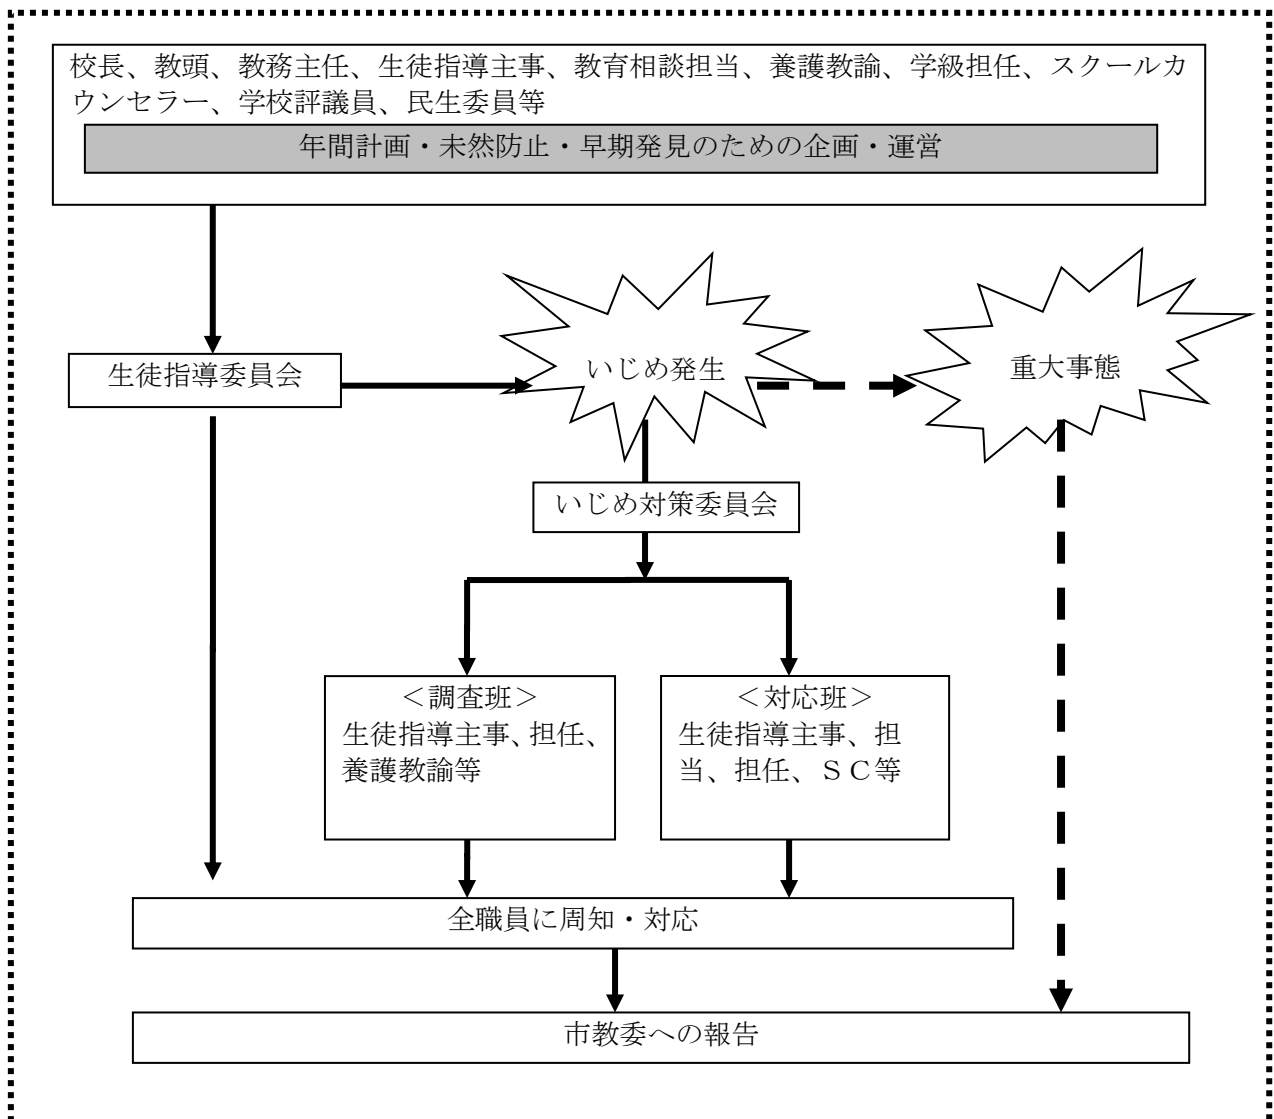 校長、教頭、教務主任、生徒指導主事、教育相談担当、養護教諭、学級担任、スクールカ
ウンセラー、学校評議員、民生委員等
年間計画・未然防止・早期発見のための企画・運営
いじめ発生
重大事態
生徒指導委員会
いじめ対策委員会
＜調査班＞
生徒指導主事、担任、
養護教諭等
＜対応班＞
生徒指導主事、担
当、担任、ＳＣ等
全職員に周知・対応
市教委への報告